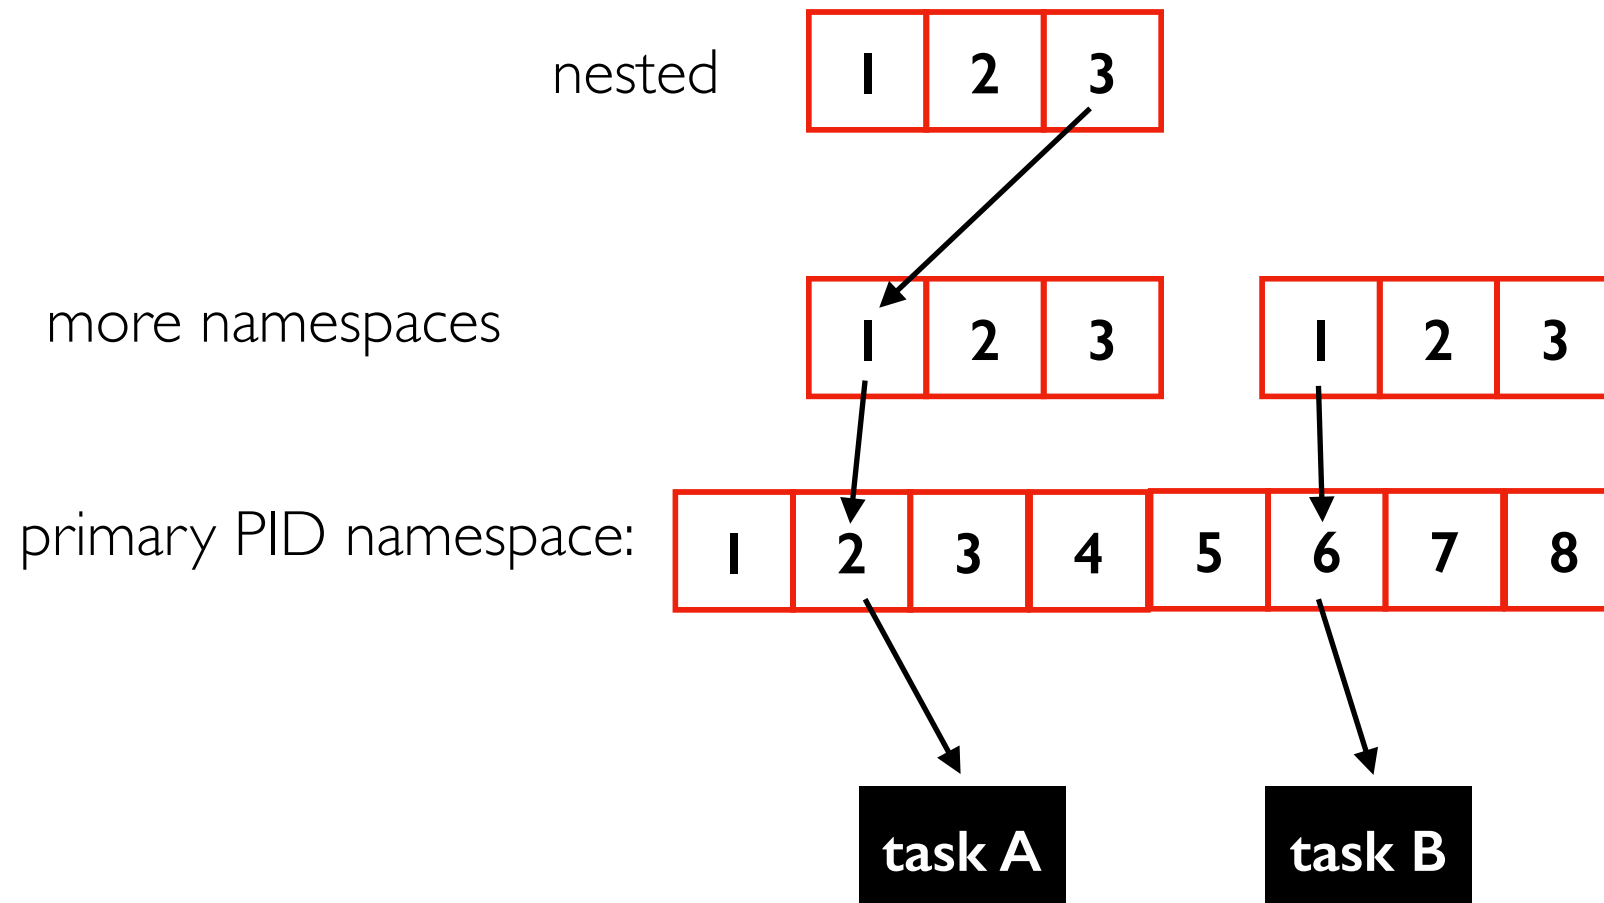 nested 1 2 3
more namespaces 1 2 3 1 2 3
primary PID namespace: 1 2 3 4 5 6 7 8
task A task B